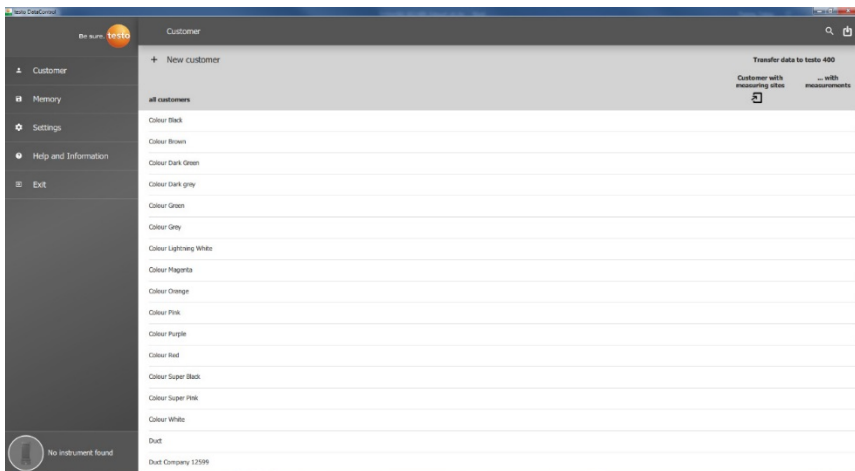 testo DataControl
Be sure. testo
Customer
Customer
Memory
Settings
Help and Information
Exit
No instrument found
+ New customer
Transfer data to testo 400
Customer with
measuring sites
... with
measurements
all customers
Colour Black
Colour Brown
Colour Dark Green
Colour Dark grey
Colour Green
Colour Grey
Colour Lightning White
Colour Magenta
Colour Orange
Colour Pink
Colour Purple
Colour Red
Colour Super Black
Colour Super Pink
Colour White
Duct
Duct Company 12599